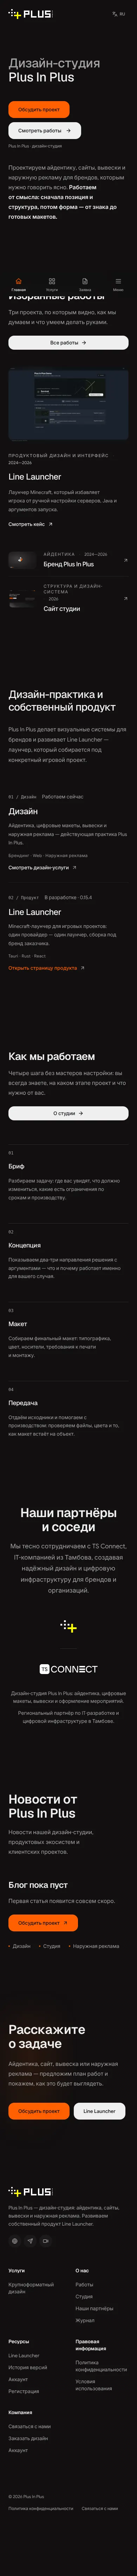 PLUS
RU
Дизайн-студия
Plus In Plus
Обсудить проект
Смотреть работы →
Plus In Plus · дизайн-студия
Проектируем айдентику, сайты, вывески
и наружную рекламу для брендов, которым
нужно говорить ясно. Работаем
от смысла: сначала позиция и
структура, потом форма — от знака до
готовых макетов.
Главная
Услуги
Заявка
Меню
Избранные работы
Три проекта, по которым видно, как мы
думаем и что умеем делать руками.
Все работы →
ПРОДУКТОВЫЙ ДИЗАЙН И ИНТЕРФЕЙС
2024—2026
Line Launcher
Лаунчер Minecraft, который избавляет
игрока от ручной настройки серверов, Java и
аргументов запуска.
Смотреть кейс ↗
АЙДЕНТИКА 2024—2026
Бренд Plus In Plus
СТРУКТУРА И ДИЗАЙН-
СИСТЕМА
2026
Сайт студии
Дизайн-практика и
собственный продукт
Plus In Plus делает визуальные системы для
брендов и развивает Line Launcher —
лаунчер, который собирается под
конкретный игровой проект.
01 / Дизайн Работаем сейчас
Дизайн
Айдентика, цифровые макеты, вывески и
наружная реклама — действующая практика Plus
In Plus.
Брендинг · Web · Наружная реклама
Смотреть дизайн-услуги ↗
02 / Продукт В разработке · 0.15.4
Line Launcher
Minecraft лаунчер для игровых проектов:
один провайдер — один лаунчер, сборка под
бренд заказчика.
Tauri · Rust · React
Открыть страницу продукта ↗
Как мы работаем
Четыре шага без мастерской новостей: вы
всегда знаете, на каком этапе проект и что
нужно от вас.
О студии →
01
Бриф
Разбираем задачу: где вас увидят, что должно
измениться, какие есть ограничения по
срокам и производству.
02
Концепция
Показываем два-три направления решения с
аргументами — что и почему работает именно
для вашего случая.
03
Макет
Собираем финальный макет: типографика,
цвет, носители, требования к печати
и монтажу.
04
Передача
Отдаём исходники и помогаем с
производством: проверяем файлы, цвета и то,
как макет встаёт на объект.
Наши партнёры
и соседи
Мы тесно сотрудничаем с TS Connect,
IT-компанией из Тамбова, создавая
надёжный дизайн и цифровую
инфраструктуру для брендов и
организаций.
TS CONNECT
Дизайн-студия Plus In Plus: айдентика, цифровые
макеты, вывески и оформление мероприятий.
Региональный партнёр по IT разработке и
цифровой инфраструктуре в Тамбове.
Новости от
Plus In Plus
Новости нашей дизайн-студии,
продуктовых экосистем и
клиентских проектов.
Блог пока пуст
Первая статья появится совсем скоро.
Обсудить проект ↗
• Дизайн • Студия • Наружная реклама
Расскажите
о задаче
Айдентика, сайт, вывеска или наружная
реклама — предложим план работ и
покажем, как это будет выглядеть.
Обсудить проект
Line Launcher
PLUS
Plus In Plus — дизайн-студия: айдентика, сайты,
вывески и наружная реклама. Развиваем
собственный продукт Line Launcher.
Услуги
Крупноформатный
дизайн
О нас
Работы
Студия
Наши партнёры
Журнал
Ресурсы
Line Launcher
История версий
Аккаунт
Регистрация
Правовая
информация
Политика
конфиденциальности
Условия
использования
Компания
Связаться с нами
Заказать дизайн
Аккаунт
© 2026 Plus In Plus
Политика конфиденциальности Связаться с нами